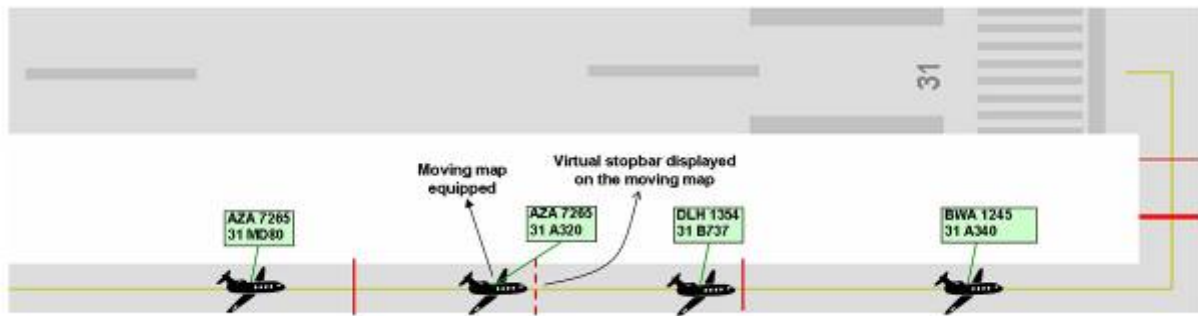 31
Moving map
equipped
Virtual stopbar displayed
on the moving map
AZA 7265
31 MD80
AZA 7265
31 A320
DLH 1354
31 B737
BWA 1245
31 A340